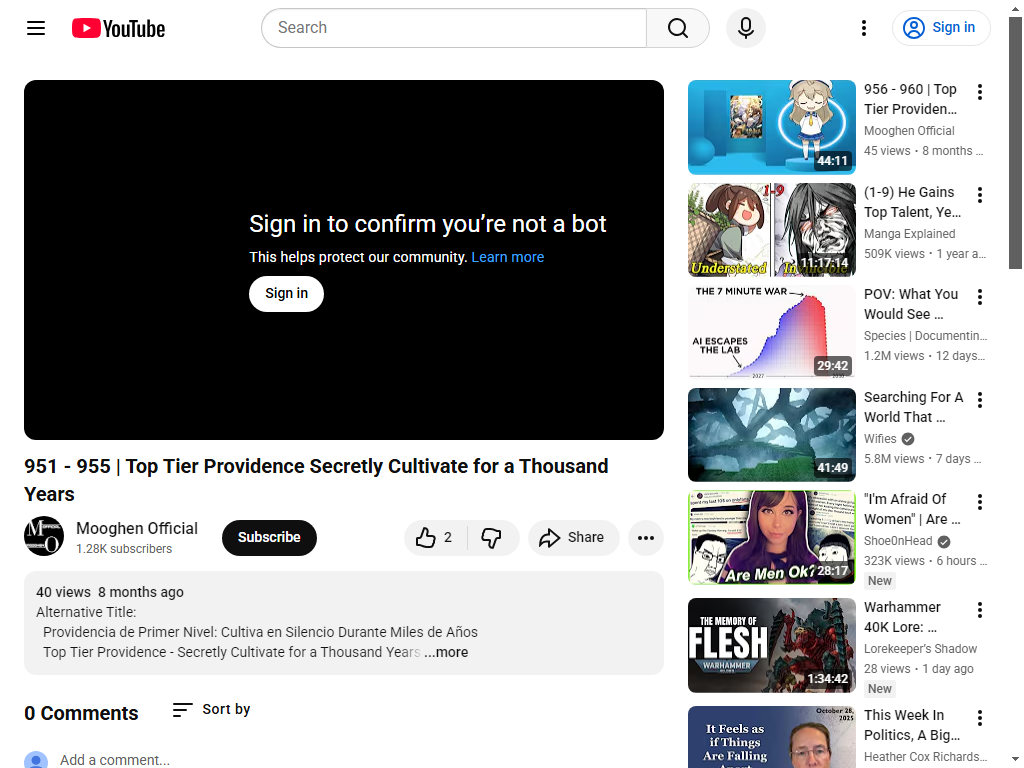 YouTube
Search
Sign in
Sign in to confirm you’re not a bot
This helps protect our community. Learn more
Sign in
951 - 955 | Top Tier Providence Secretly Cultivate for a Thousand
Years
Mooghen Official
1.28K subscribers
Subscribe
2
Share
40 views 8 months ago
Alternative Title:
Providencia de Primer Nivel: Cultiva en Silencio Durante Miles de Años
Top Tier Providence - Secretly Cultivate for a Thousand Years ...more
0 Comments
Sort by
Add a comment...
44:11
956 - 960 | Top
Tier Providen...
Mooghen Official
45 views • 8 months ...
1-9
Understated Invincible
11:17:14
(1-9) He Gains
Top Talent, Ye...
Manga Explained
509K views • 1 year a...
THE 7 MINUTE WAR
AI ESCAPES
THE LAB
2027
29:42
POV: What You
Would See ...
Species | Documentin...
1.2M views • 12 days...
41:49
Searching For A
World That ...
Wifies
5.8M views • 7 days ...
Are Men Ok?
28:17
"I'm Afraid Of
Women" | Are ...
Shoe0nHead
323K views • 6 hours ...
New
THE MEMORY OF
FLESH
WARHAMMER
1:34:42
Warhammer
40K Lore: ...
Lorekeeper's Shadow
28 views • 1 day ago
New
October 28,
2025
It Feels as
if Things
Are Falling
Apart
This Week In
Politics, A Big...
Heather Cox Richards...